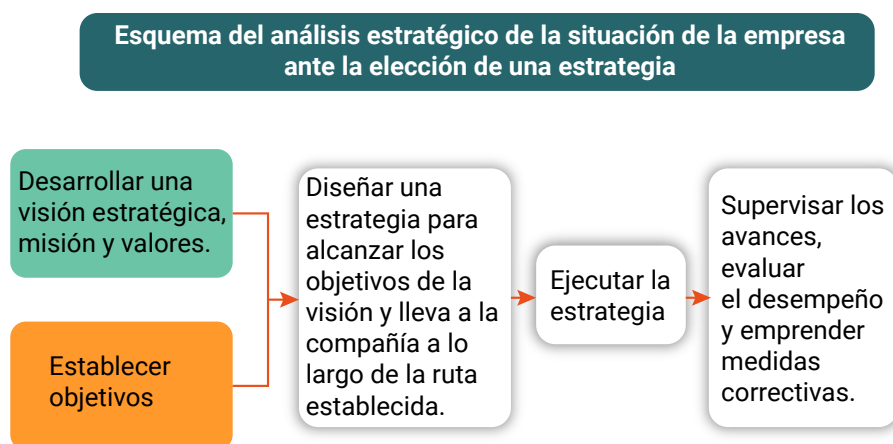 Esquema del análisis estratégico de la situación de la empresa
ante la elección de una estrategia
Desarrollar una
visión estratégica,
misión y valores.
Establecer
objetivos
Diseñar una
estrategia para
alcanzar los
objetivos de la
visión y lleva a la
compañía a lo
largo de la ruta
establecida.
Ejecutar la
estrategia
Supervisar los
avances,
evaluar
el desempeño
y emprender
medidas
correctivas.